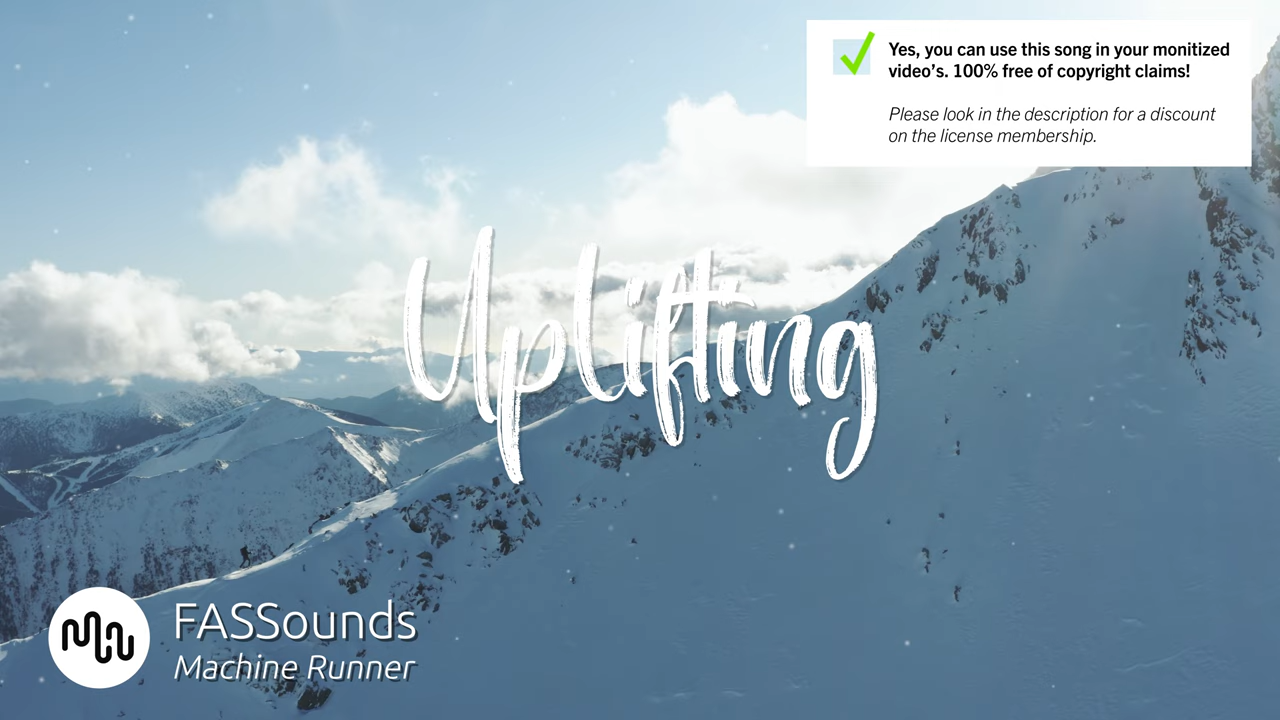 Yes, you can use this song in your monitized
video's. 100% free of copyright claims!
Please look in the description for a discount
on the license membership.
Uplifting
FASSounds
Machine Runner